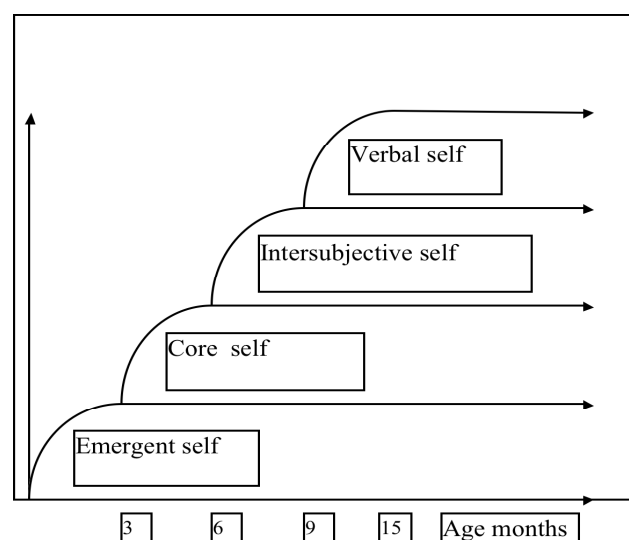 Verbal self
Intersubjective self
Core self
Emergent self
3 6 9 15 Age months